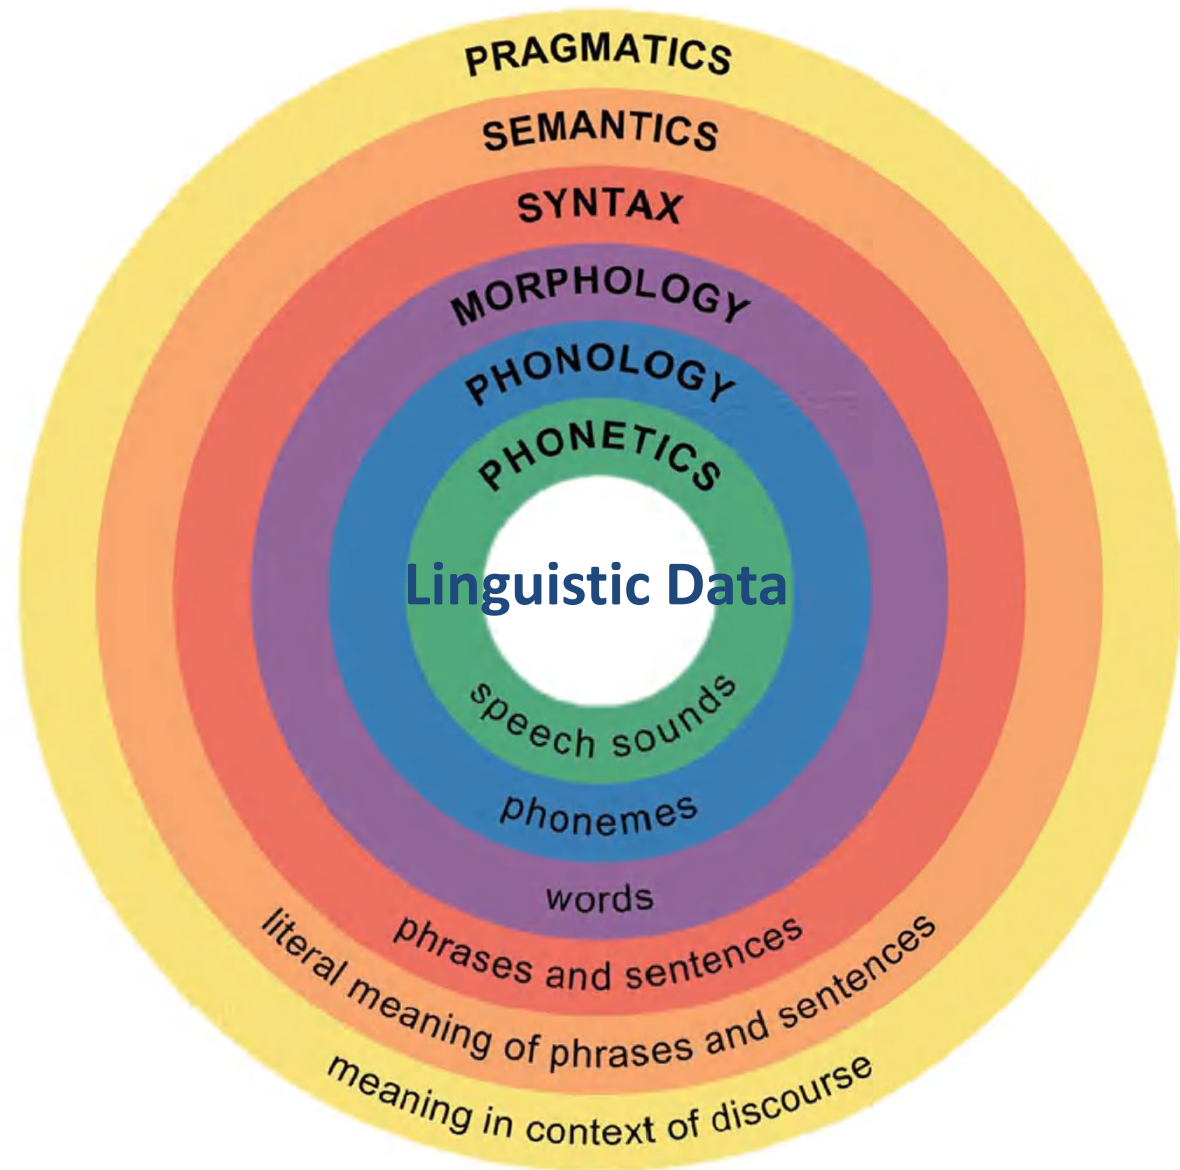 PRAGMATICS
SEMANTICS
SYNTAX
MORPHOLOGY
PHONOLOGY
PHONETICS
Linguistic Data
speech sounds
phonemes
words
phrases and sentences
literal meaning of phrases and sentences
meaning in context of discourse